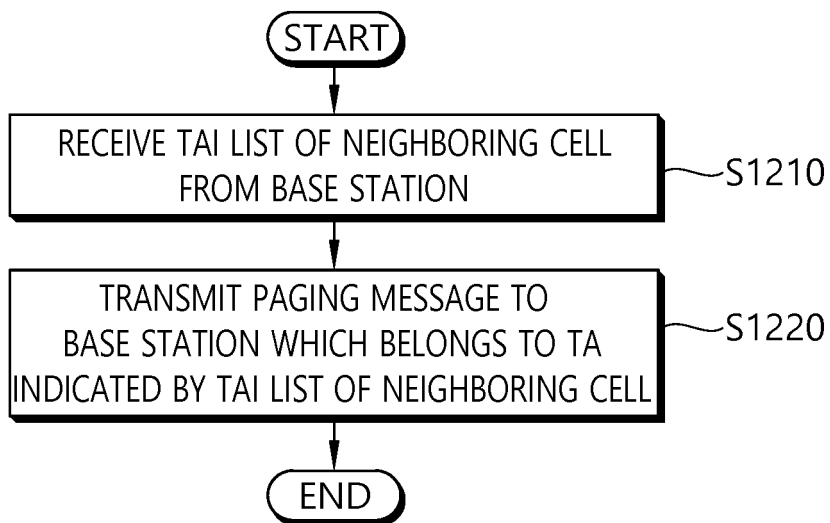 START
RECEIVE TAI LIST OF NEIGHBORING CELL
FROM BASE STATION
S1210
TRANSMIT PAGING MESSAGE TO
BASE STATION WHICH BELONGS TO TA
INDICATED BY TAI LIST OF NEIGHBORING CELL
S1220
END